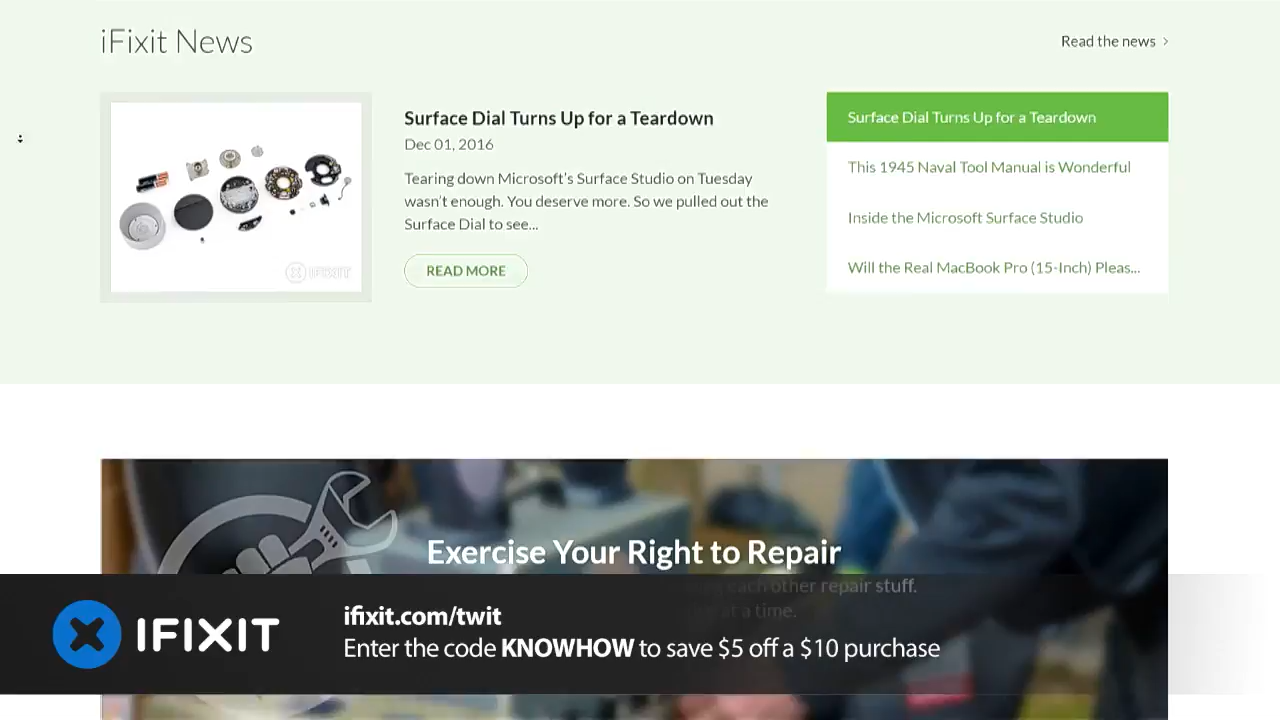 iFixit News
Read the news
Surface Dial Turns Up for a Teardown
Dec 01, 2016
Tearing down Microsoft's Surface Studio on Tuesday
wasn't enough. You deserve more. So we pulled out the
Surface Dial to see...
READ MORE
IFIXIT
Surface Dial Turns Up for a Teardown
This 1945 Naval Tool Manual is Wonderful
Inside the Microsoft Surface Studio
Will the Real MacBook Pro (15-Inch) Pleas...
Exercise Your Right to Repair
each other repair stuff.
at a time.
IFIXIT
ifixit.com/twit
Enter the code KNOWHOW to save $5 off a $10 purchase